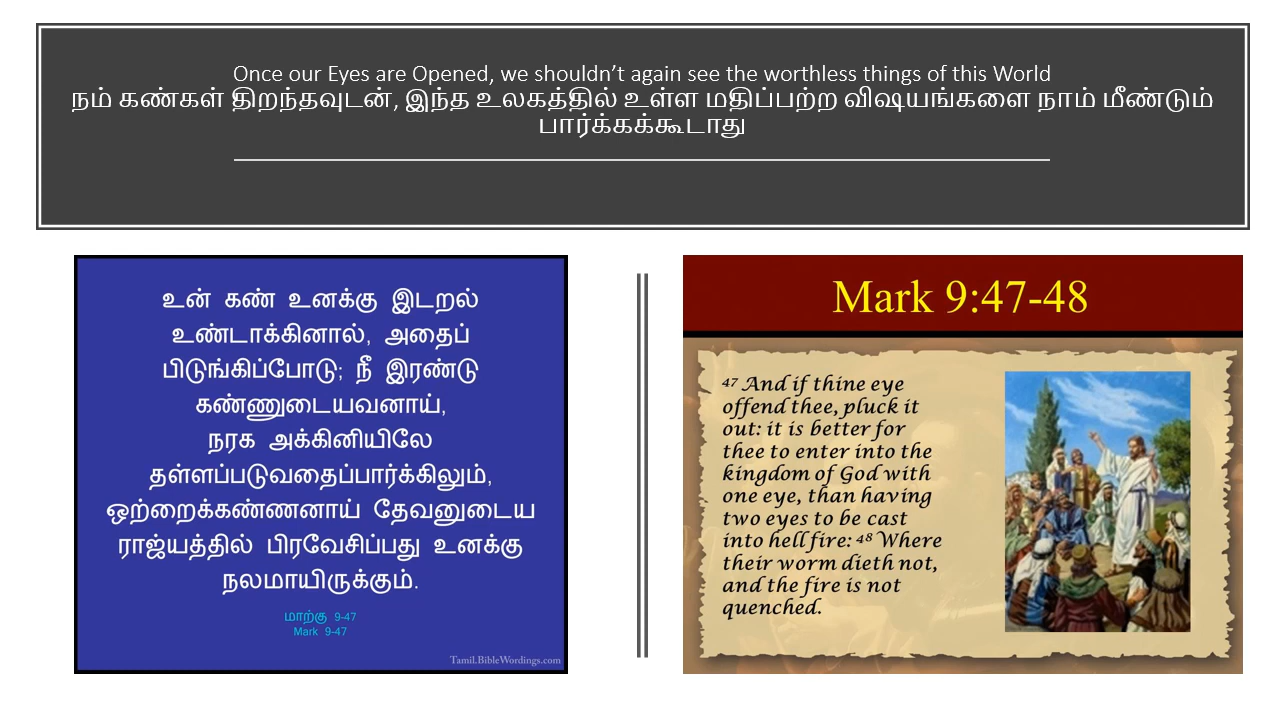 Once our Eyes are Opened, we shouldn’t again see the worthless things of this World
நம் கண்கள் திறந்தவுடன், இந்த உலகத்தில் உள்ள மதிப்பற்ற விஷயங்களை நாம் மீண்டும்
பார்க்கக்கூடாது
உன் கண் உனக்கு இடறல்
உண்டாக்கினால், அதைப்
பிடுங்கிப்போடு; நீ இரண்டு
கண்ணுடையவனாய்,
நரக அக்கினியிலே
தள்ளப்படுவதைப்பார்க்கிலும்,
ஒற்றைக்கண்ணனாய் தேவனுடைய
ராஜ்யத்தில் பிரவேசிப்பது உனக்கு
நலமாயிருக்கும்.
மாற்கு 9-47
Mark 9-47
Tamil.BibleWordings.com
Mark 9:47-48
47 And if thine eye
offend thee, pluck it
out: it is better for
thee to enter into the
kingdom of God with
one eye, than having
two eyes to be cast
into hell fire: 48 Where
their worm dieth not,
and the fire is not
quenched.